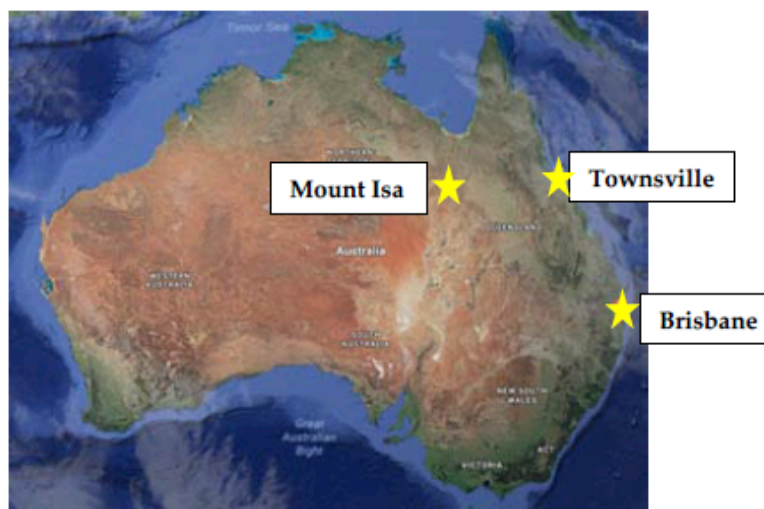 Timor Sea
NORTHERN
Mount Isa
Townsville
QUEENSLAND
Australia
WESTERN
AUSTRALIA
Brisbane
SOUTH
AUSTRALIA
NEW SOUTH
WALES
Great
Australian
Bight
ACT
VICTORIA